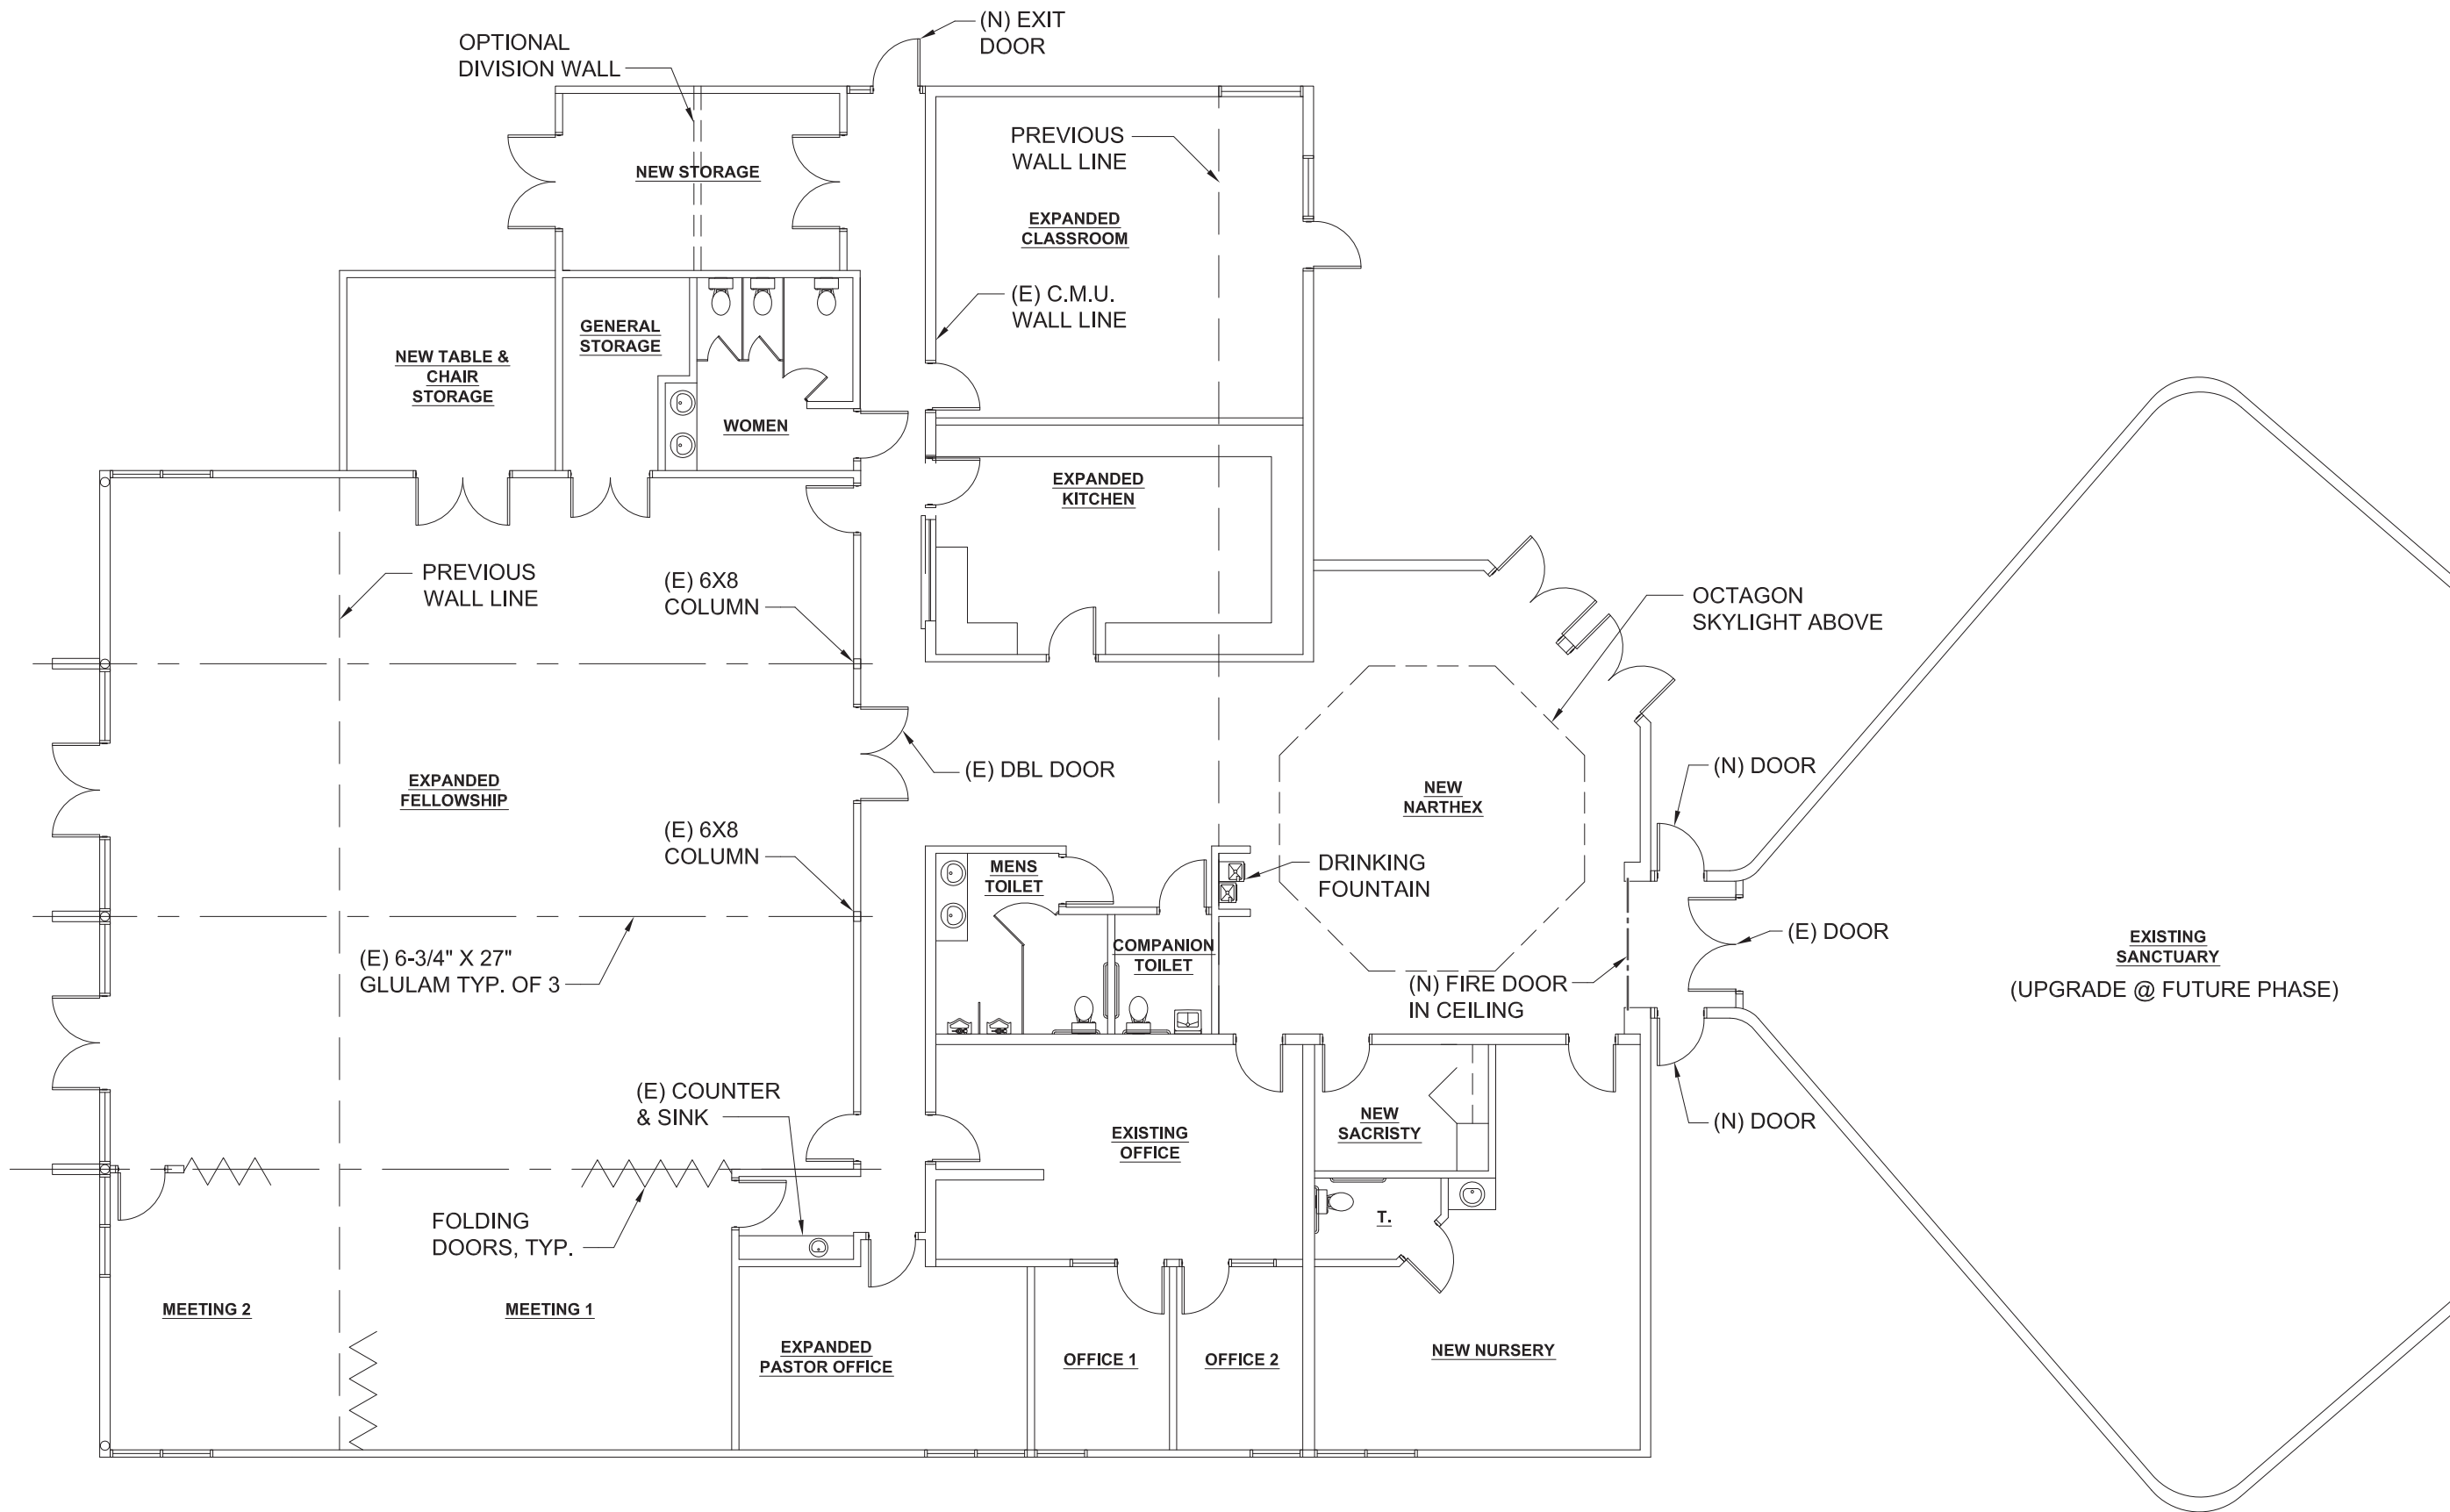 (N) EXIT
DOOR
OPTIONAL
DIVISION WALL
PREVIOUS
WALL LINE
NEW STORAGE
EXPANDED
CLASSROOM
(E) C.M.U.
WALL LINE
GENERAL
STORAGE
NEW TABLE &
CHAIR
STORAGE
WOMEN
EXPANDED
KITCHEN
PREVIOUS
WALL LINE
(E) 6X8
COLUMN
OCTAGON
SKYLIGHT ABOVE
(E) DBL DOOR
(N) DOOR
EXPANDED
FELLOWSHIP
NEW
NARTHEX
(E) 6X8
COLUMN
MENS
TOILET
DRINKING
FOUNTAIN
COMPANION
TOILET
(E) DOOR
EXISTING
SANCTUARY
(UPGRADE @ FUTURE PHASE)
(E) 6-3/4" X 27"
GLULAM TYP. OF 3
(N) FIRE DOOR
IN CEILING
(E) COUNTER
& SINK
NEW
SACRISTY
(N) DOOR
EXISTING
OFFICE
FOLDING
DOORS, TYP.
T.
MEETING 2
MEETING 1
EXPANDED
PASTOR OFFICE
OFFICE 1
OFFICE 2
NEW NURSERY